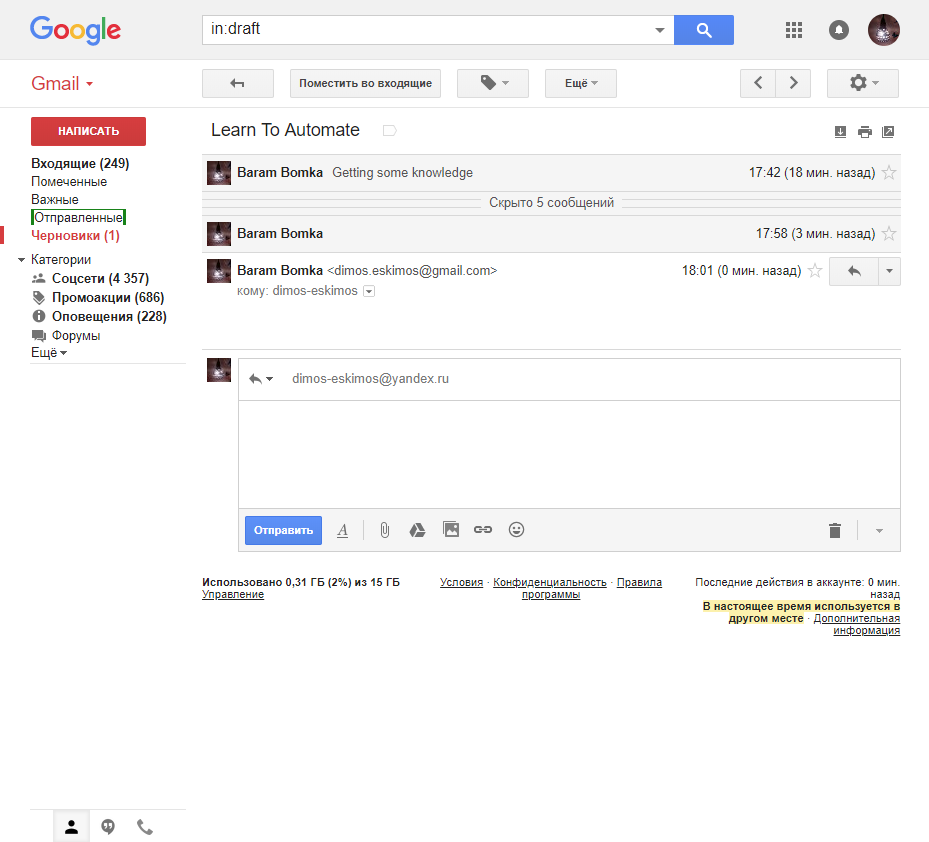 Google
in:draft
Gmail
Поместить во входящие
Ещё
НАПИСАТЬ
Входящие (249)
Помеченные
Важные
Отправленные
Черновики (1)
Категории
Соцсети (4 357)
Промоакции (686)
Оповещения (228)
Форумы
Ещё
Learn To Automate
Baram Bomka Getting some knowledge 17:42 (18 мин. назад)
Скрыто 5 сообщений
Baram Bomka 17:58 (3 мин. назад)
Baram Bomka <dimos.eskimos@gmail.com> 18:01 (0 мин. назад)
кому: dimos-eskimos
dimos-eskimos@yandex.ru
Отправить A
Использовано 0,31 ГБ (2%) из 15 ГБ
Управление
Условия · Конфиденциальность · Правила
программы
Последние действия в аккаунте: 0 мин.
назад
В настоящее время используется в
другом месте · Дополнительная
информация